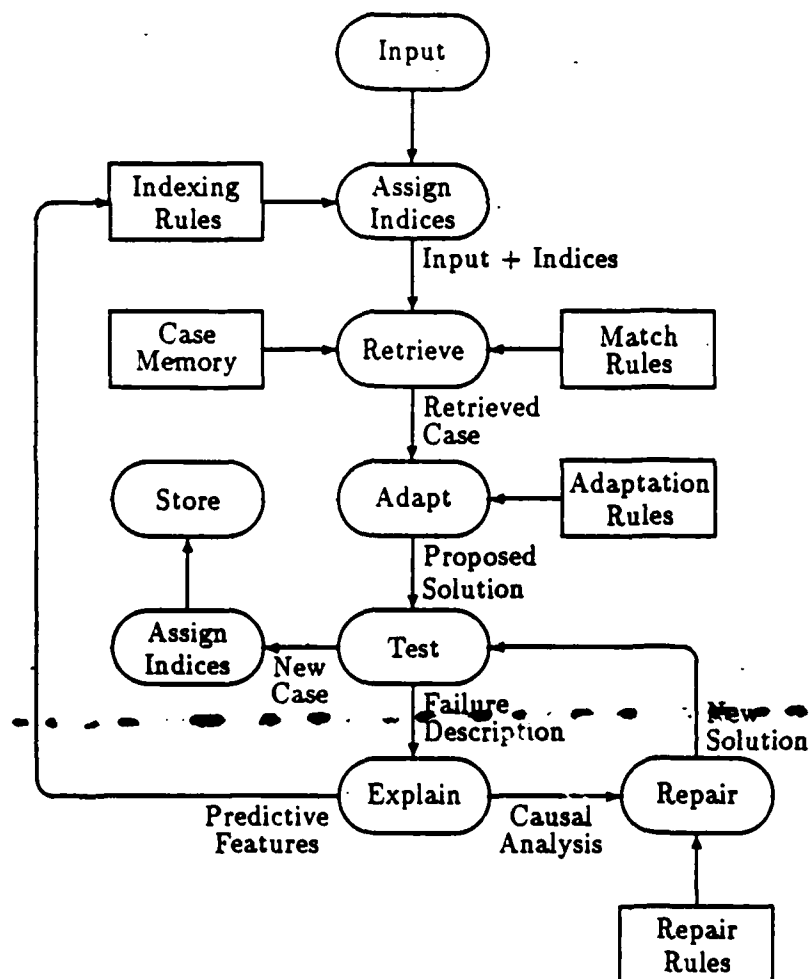 Input
Indexing
Rules
Assign
Indices
Input + Indices
Case
Memory
Retrieve
Match
Rules
Retrieved
Case
Store
Adapt
Adaptation
Rules
Proposed
Solution
Assign
Indices
New
Case
Test
Failure
Description
New
Solution
Predictive
Features
Explain
Causal
Analysis
Repair
Repair
Rules